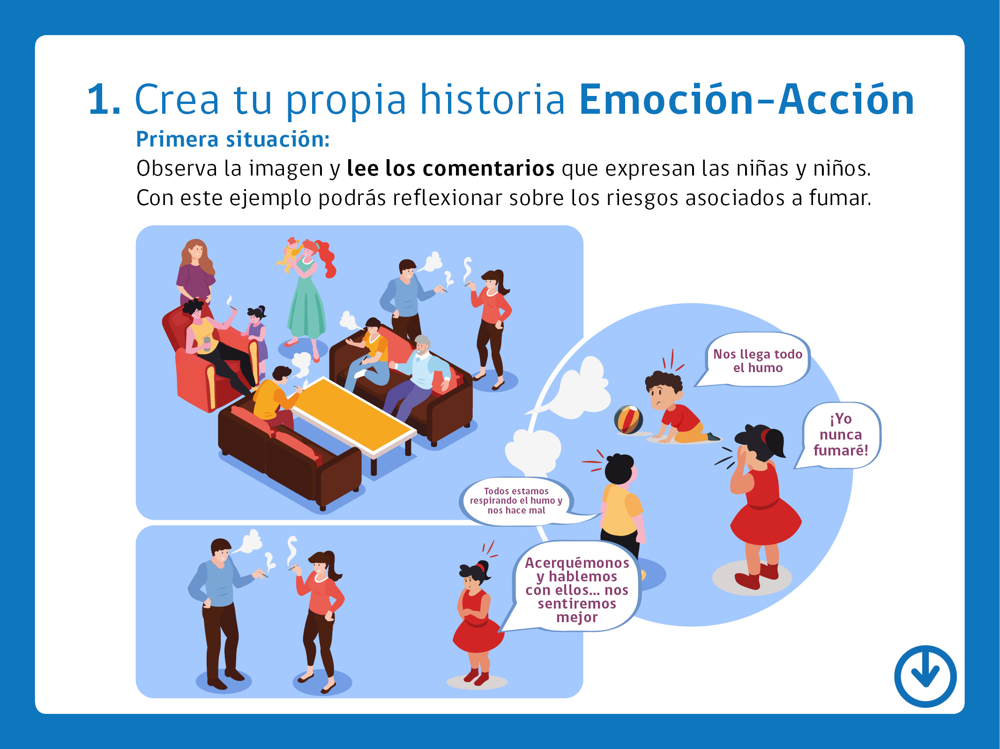 1. Crea tu propia historia Emoción-Acción
Primera situación:
Observa la imagen y lee los comentarios que expresan las niñas y niños.
Con este ejemplo podrás reflexionar sobre los riesgos asociados a fumar.
Nos llega todo
el humo
¡Yo
nunca
fumaré!
Todos estamos
respirando el humo y
nos hace mal
Acerquémonos
y hablemos
con ellos... nos
sentiremos
mejor